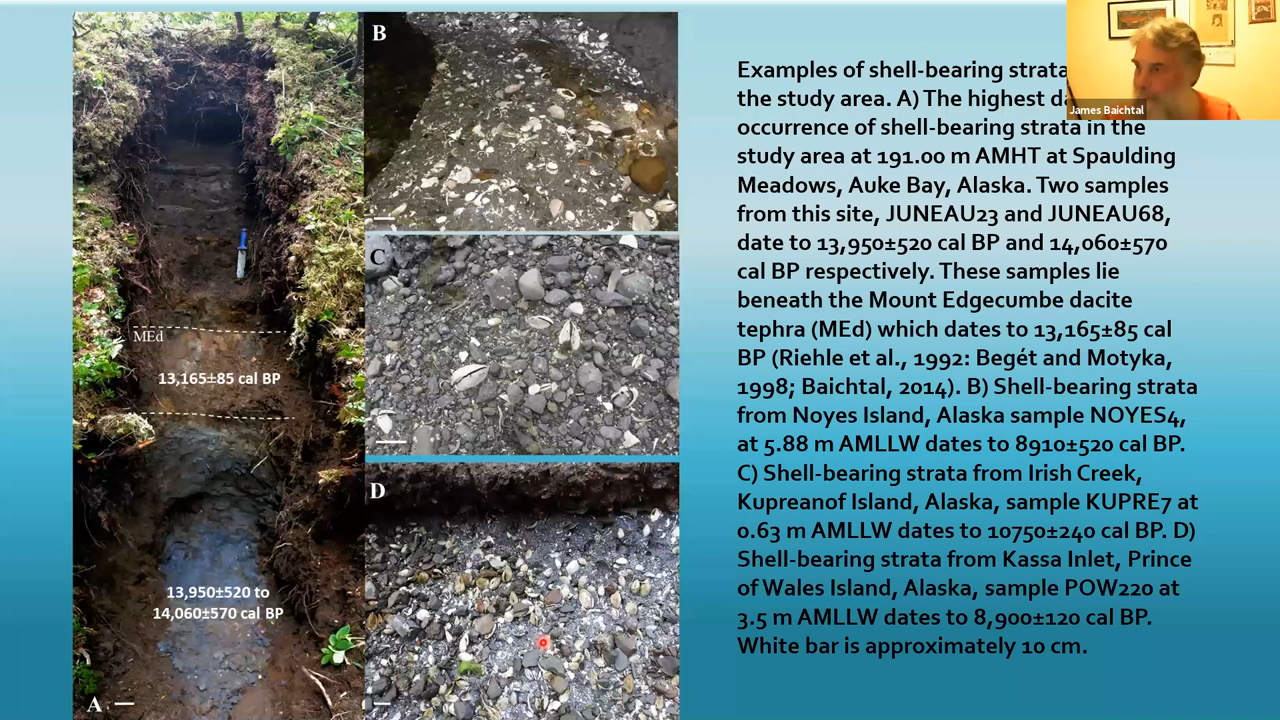 B
MEd
13,165±85 cal BP
C
D
13,950±520 to
14,060±570 cal BP
A
Examples of shell-bearing strata
the study area. A) The highest
occurrence of shell-bearing strata in the
study area at 191.00 m AMHT at Spaulding
Meadows, Auke Bay, Alaska. Two samples
from this site, JUNEAU23 and JUNEAU68,
date to 13,950±520 cal BP and 14,060±570
cal BP respectively. These samples lie
beneath the Mount Edgecumbe dacite
tephra (MEd) which dates to 13,165±85 cal
BP (Riehle et al., 1992: Begét and Motyka,
1998; Baichtal, 2014). B) Shell-bearing strata
from Noyes Island, Alaska sample NOYES4,
at 5.88 m AMLLW dates to 8910±520 cal BP.
C) Shell-bearing strata from Irish Creek,
Kupreanof Island, Alaska, sample KUPRE7 at
0.63 m AMLLW dates to 10750±240 cal BP. D)
Shell-bearing strata from Kassa Inlet, Prince
of Wales Island, Alaska, sample POW220 at
3.5 m AMLLW dates to 8,900±120 cal BP.
White bar is approximately 10 cm.
James Baichtal